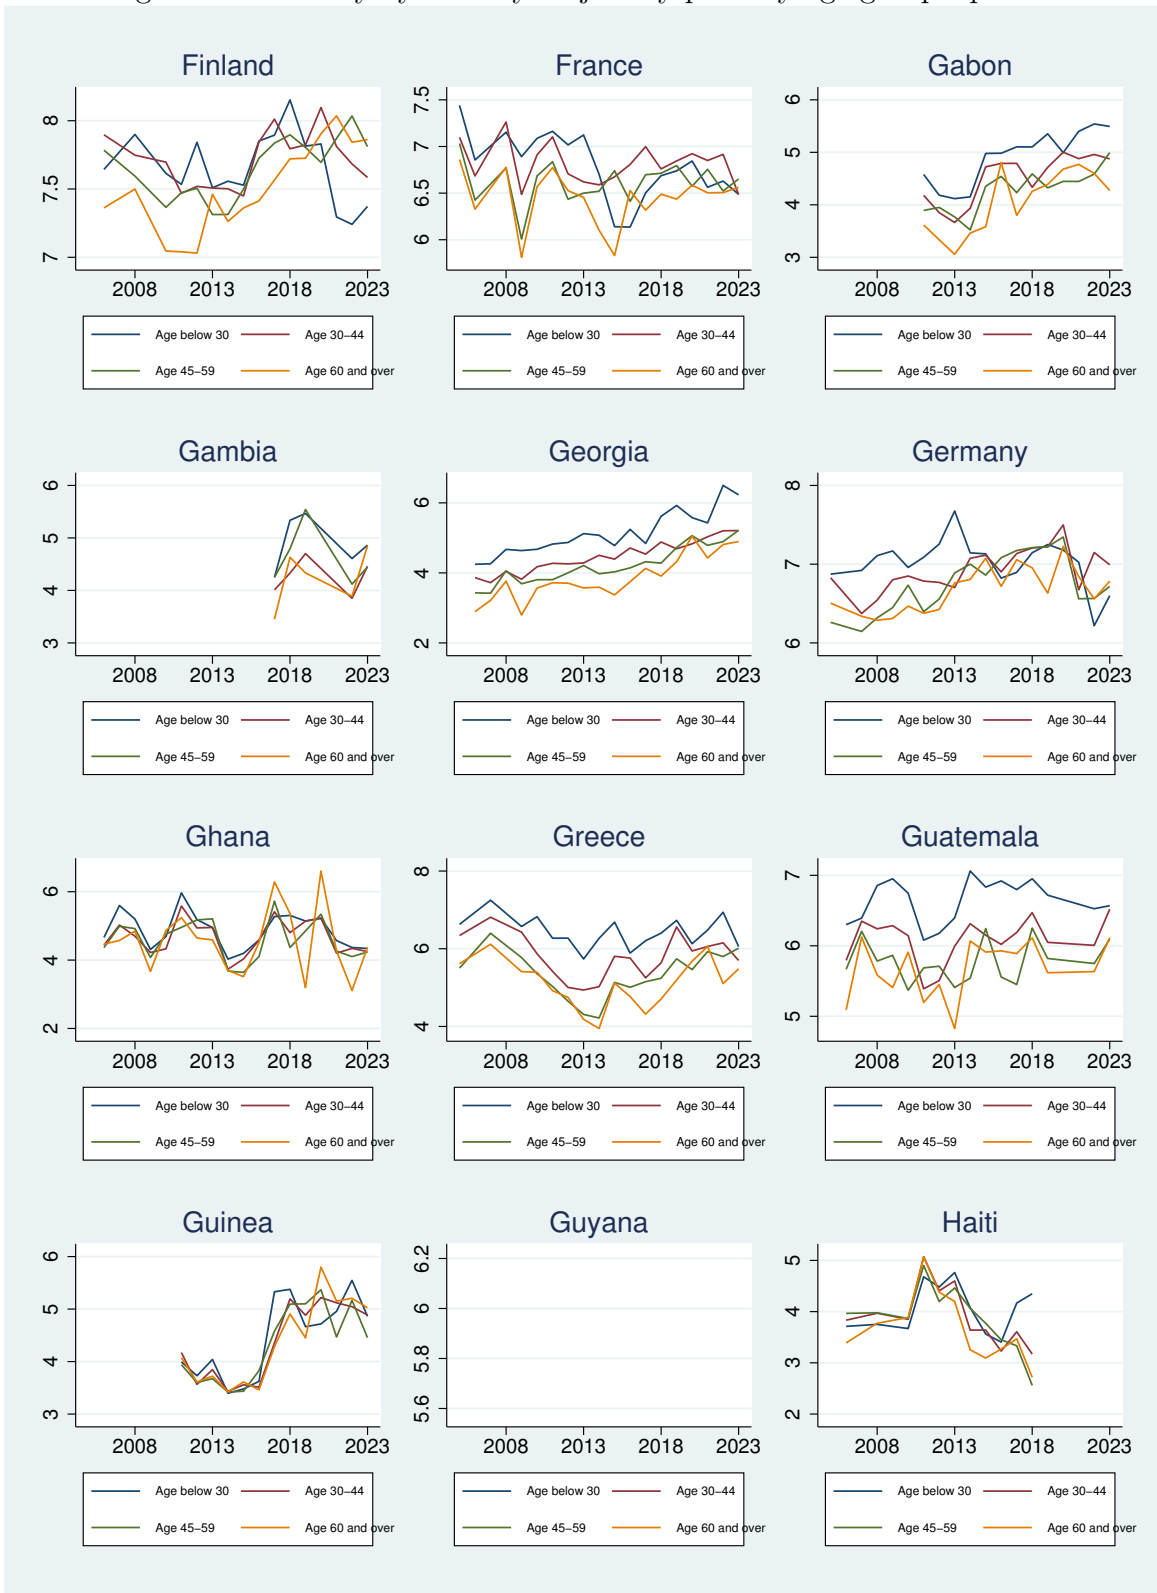 Finland France Gabon
8 7.5 7
7.5 7 6.5 6
6 5 4 3
2008 2013 2018 2023 2008 2013 2018 2023 2008 2013 2018 2023
Age below 30 Age 30–44 Age below 30 Age 30–44 Age below 30 Age 30–44
Age 45–59 Age 60 and over Age 45–59 Age 60 and over Age 45–59 Age 60 and over
Gambia Georgia Germany
6 5 4 3
6 4 2
8 7 6
2008 2013 2018 2023 2008 2013 2018 2023 2008 2013 2018 2023
Age below 30 Age 30–44 Age below 30 Age 30–44 Age below 30 Age 30–44
Age 45–59 Age 60 and over Age 45–59 Age 60 and over Age 45–59 Age 60 and over
Ghana Greece Guatemala
6 4 2
8 6 4
7 6 5
2008 2013 2018 2023 2008 2013 2018 2023 2008 2013 2018 2023
Age below 30 Age 30–44 Age below 30 Age 30–44 Age below 30 Age 30–44
Age 45–59 Age 60 and over Age 45–59 Age 60 and over Age 45–59 Age 60 and over
Guinea Guyana Haiti
6 5 4 3
6.2 6 5.8 5.6
5 4 3 2
2008 2013 2018 2023 2008 2013 2018 2023 2008 2013 2018 2023
Age below 30 Age 30–44 Age below 30 Age 30–44 Age below 30 Age 30–44
Age 45–59 Age 60 and over Age 45–59 Age 60 and over Age 45–59 Age 60 and over